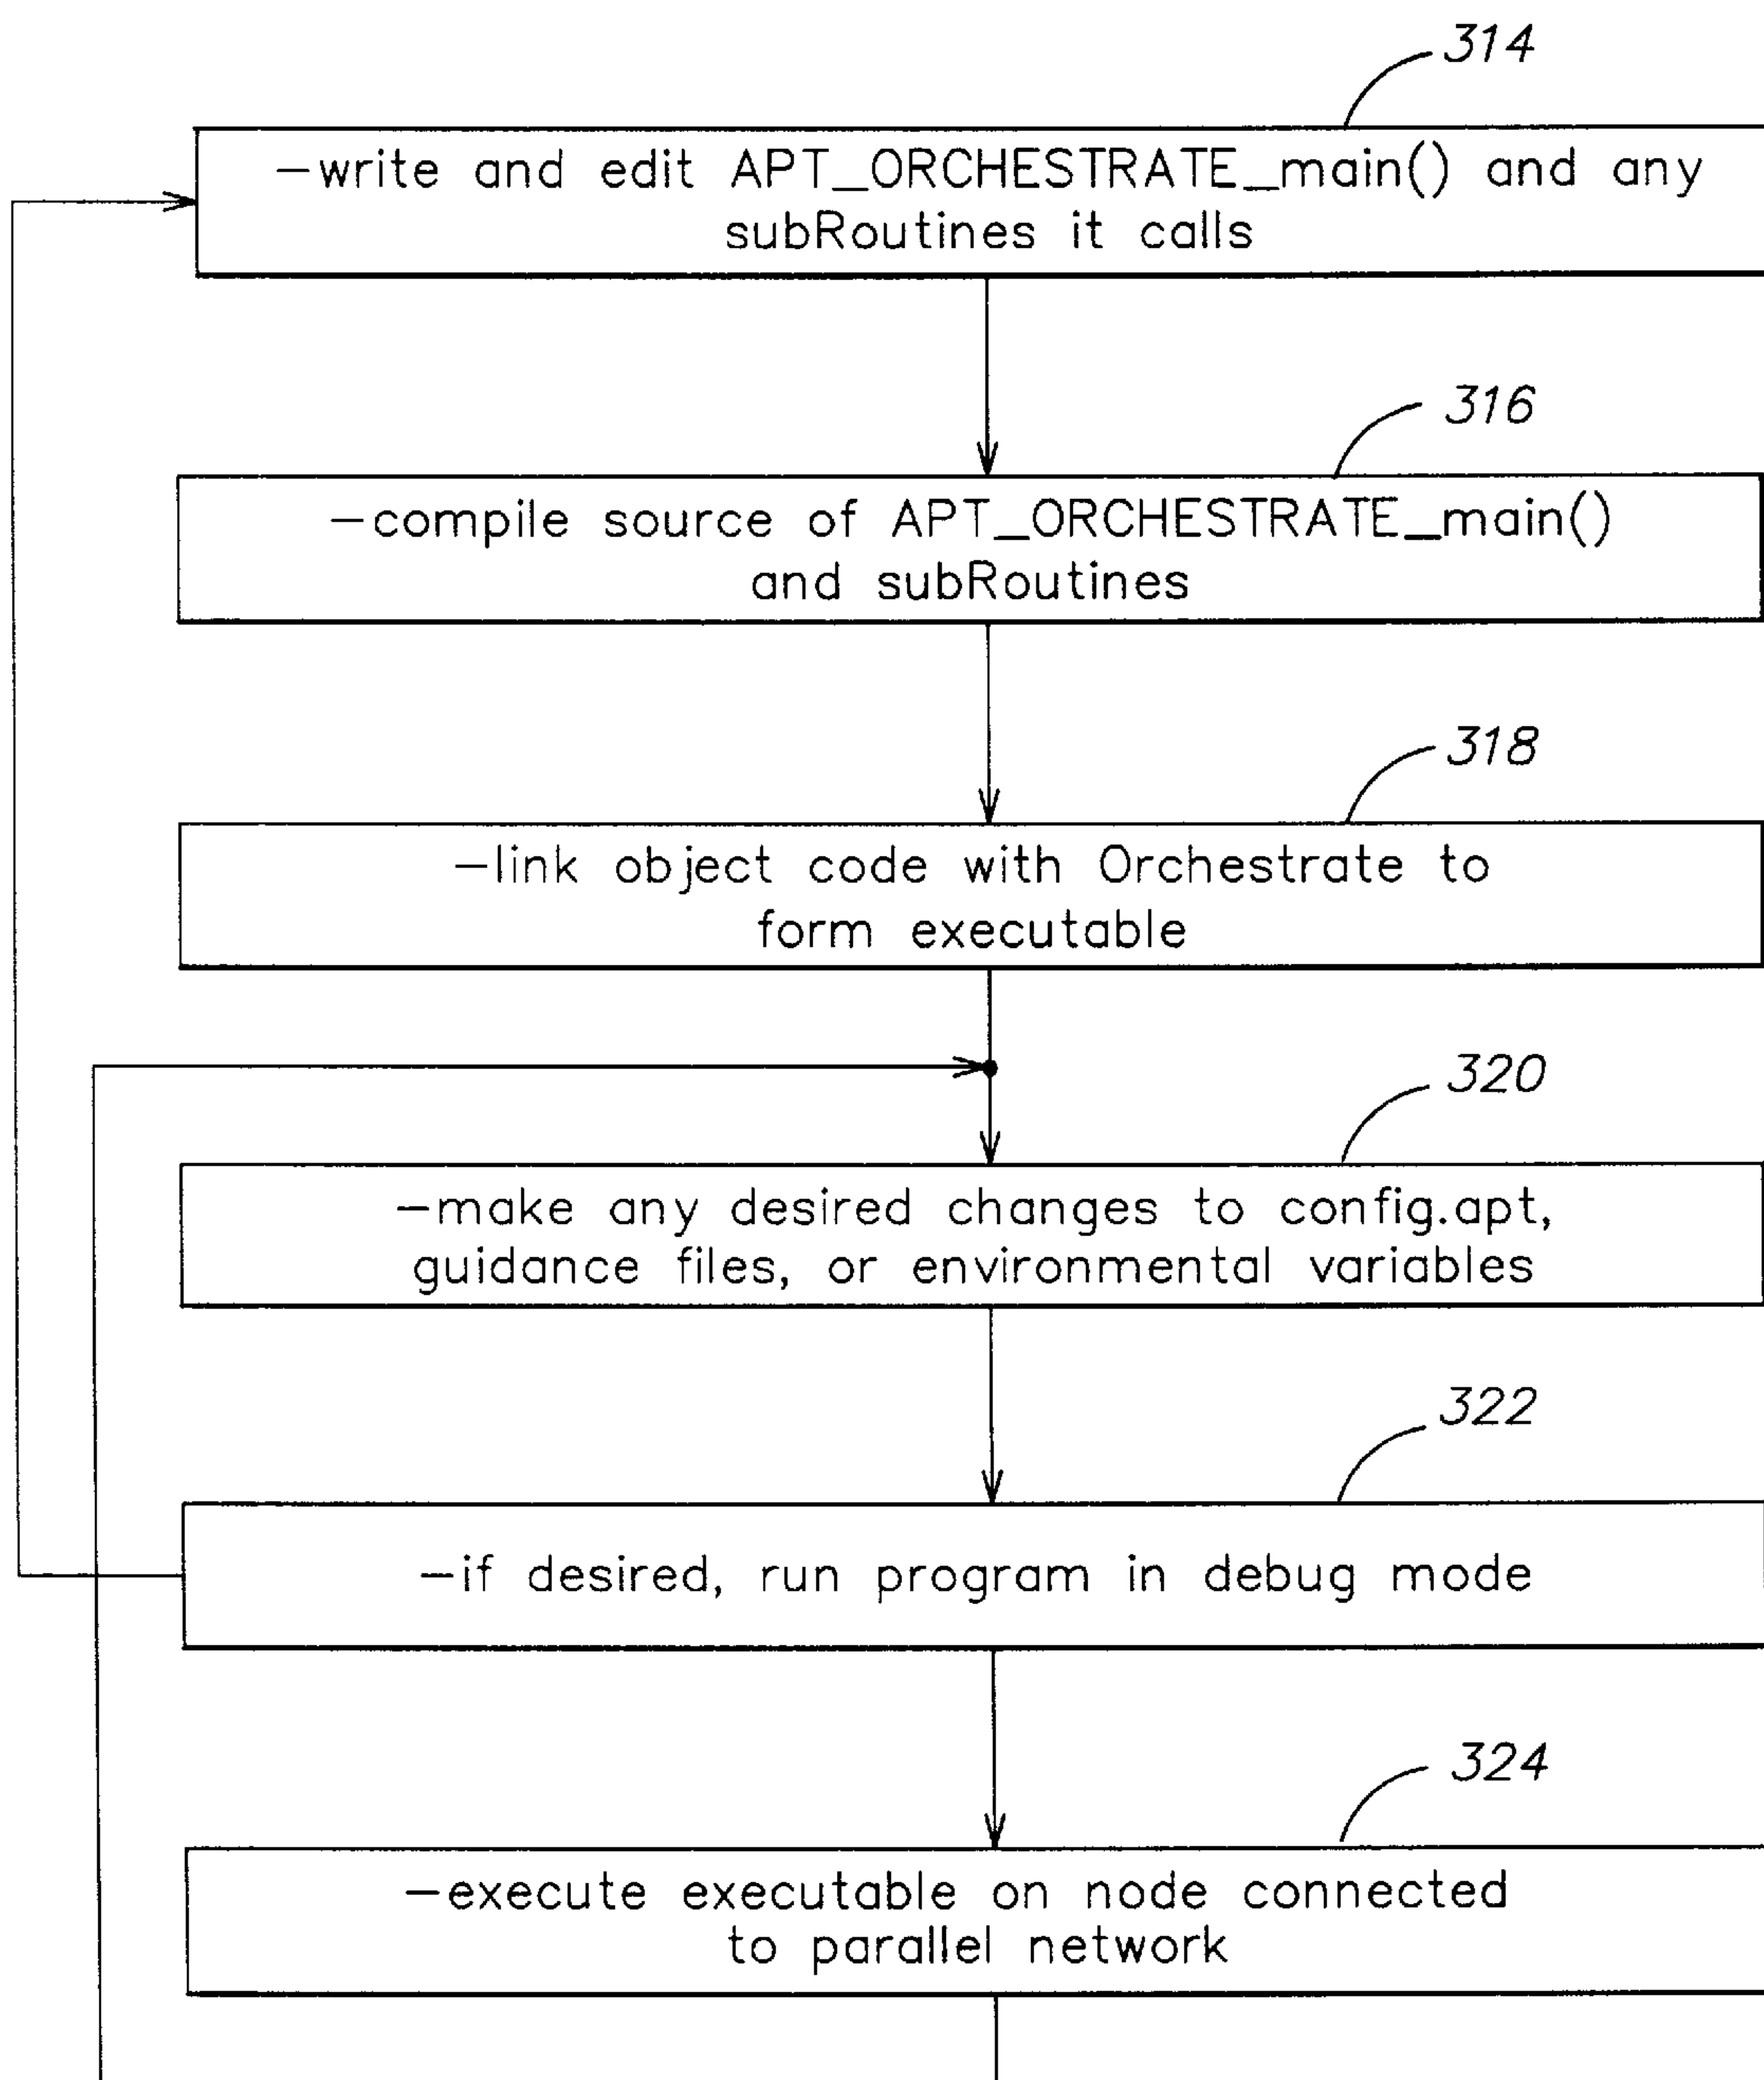 314
-write and edit APT_ORCHESTRATE_main() and any
subRoutines it calls
316
-compile source of APT_ORCHESTRATE_main()
and subRoutines
318
-link object code with Orchestrate to
form executable
320
-make any desired changes to config.apt,
guidance files, or environmental variables
322
-if desired, run program in debug mode
324
-execute executable on node connected
to parallel network